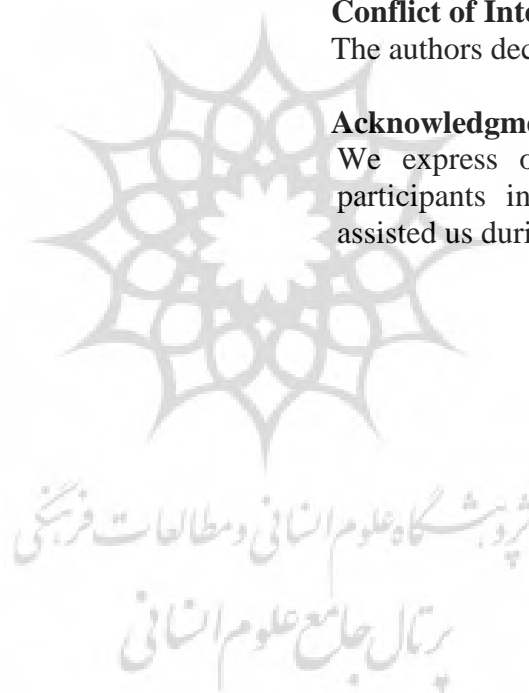 Conflict of Inte
The authors dec
Acknowledgme
We express o
participants in
assisted us duri
ژوهشگاه علوم انسانی و مطالعات فرهنگی
پرتال جامع علوم انسانی